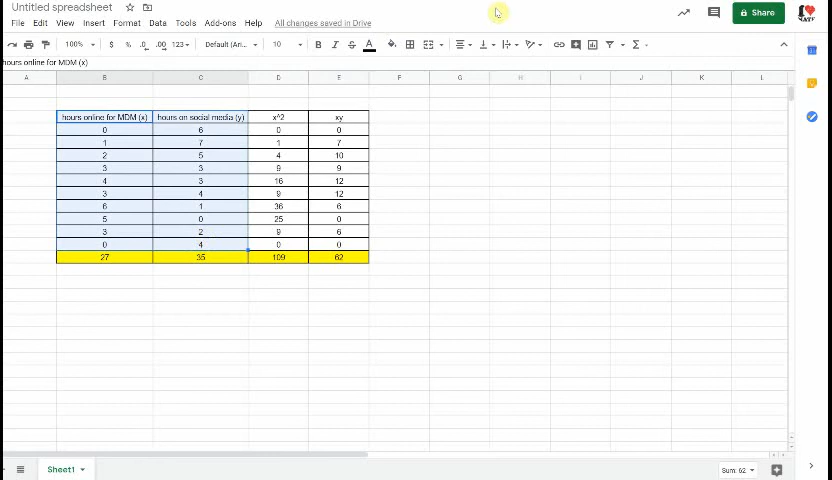 Untitled spreadsheet
File Edit View Insert Format Data Tools Add-ons Help All changes saved in Drive
Share
100% $ % .0 .00 123 Default (Ari... 10 B I S A Σ
hours online for MDM (x)
A B C D E F G H I J K L
hours online for MDM (x) hours on social media (y) x^2 xy
0 6 0 0
1 7 1 7
2 5 4 10
3 3 9 9
4 3 16 12
3 4 9 12
6 1 36 6
5 0 25 0
3 2 9 6
0 4 0 0
27 35 109 62
Sheet1 Sum: 62